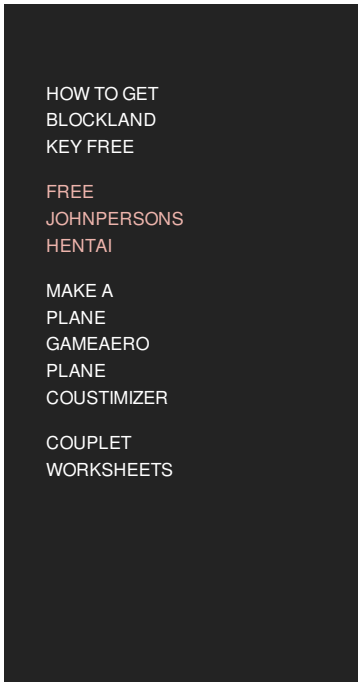 HOW TO GET
BLOCKLAND
KEY FREE
FREE
JOHNPERSONS
HENTAI
MAKE A
PLANE
GAMEAERO
PLANE
COUSTIMIZER
COUPLET
WORKSHEETS